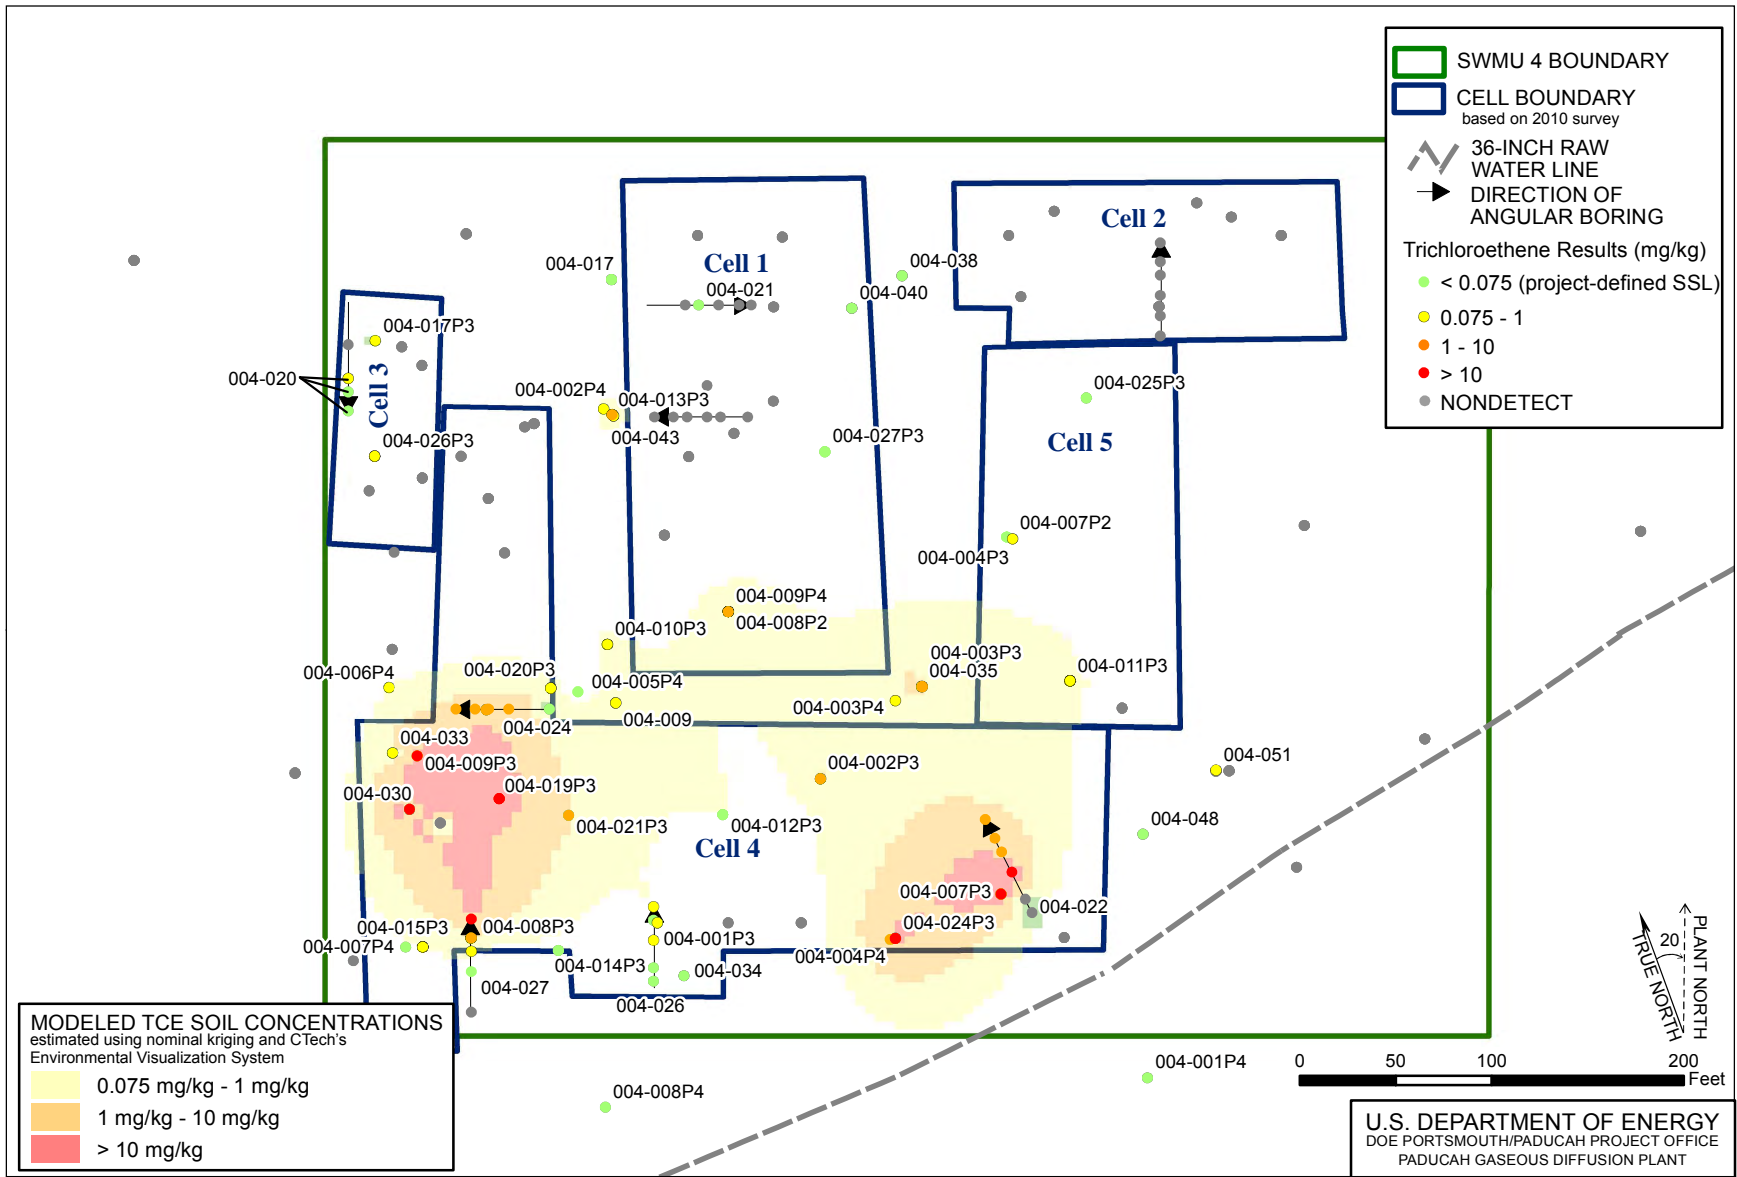 SWMU 4 BOUNDARY
CELL BOUNDARY
based on 2010 survey
36-INCH RAW
WATER LINE
DIRECTION OF
ANGULAR BORING
Trichloroethene Results (mg/kg)
< 0.075 (project-defined SSL)
0.075 - 1
1 - 10
> 10
NONDETECT
Cell 2
004-017
Cell 1
004-038
004-021
004-040
004-017P3
Cell 3
004-020
004-002P4
004-013P3
004-025P3
004-043
004-026P3
004-027P3
Cell 5
004-007P2
004-004P3
004-009P4
004-008P2
004-010P3
004-003P3
004-035
004-011P3
004-006P4
004-020P3
004-005P4
004-003P4
004-009
004-024
004-033
004-009P3
004-051
004-002P3
004-019P3
004-030
004-021P3
004-012P3
004-048
Cell 4
004-007P3
004-022
004-024P3
004-015P3
004-008P3
004-007P4
004-001P3
004-004P4
004-014P3
004-034
004-027
004-026
004-001P4
004-008P4
20
TRUE NORTH
PLANT NORTH
0 50 100 200
Feet
MODELED TCE SOIL CONCENTRATIONS
estimated using nominal kriging and CTech's
Environmental Visualization System
0.075 mg/kg - 1 mg/kg
1 mg/kg - 10 mg/kg
> 10 mg/kg
U.S. DEPARTMENT OF ENERGY
DOE PORTSMOUTH/PADUCAH PROJECT OFFICE
PADUCAH GASEOUS DIFFUSION PLANT